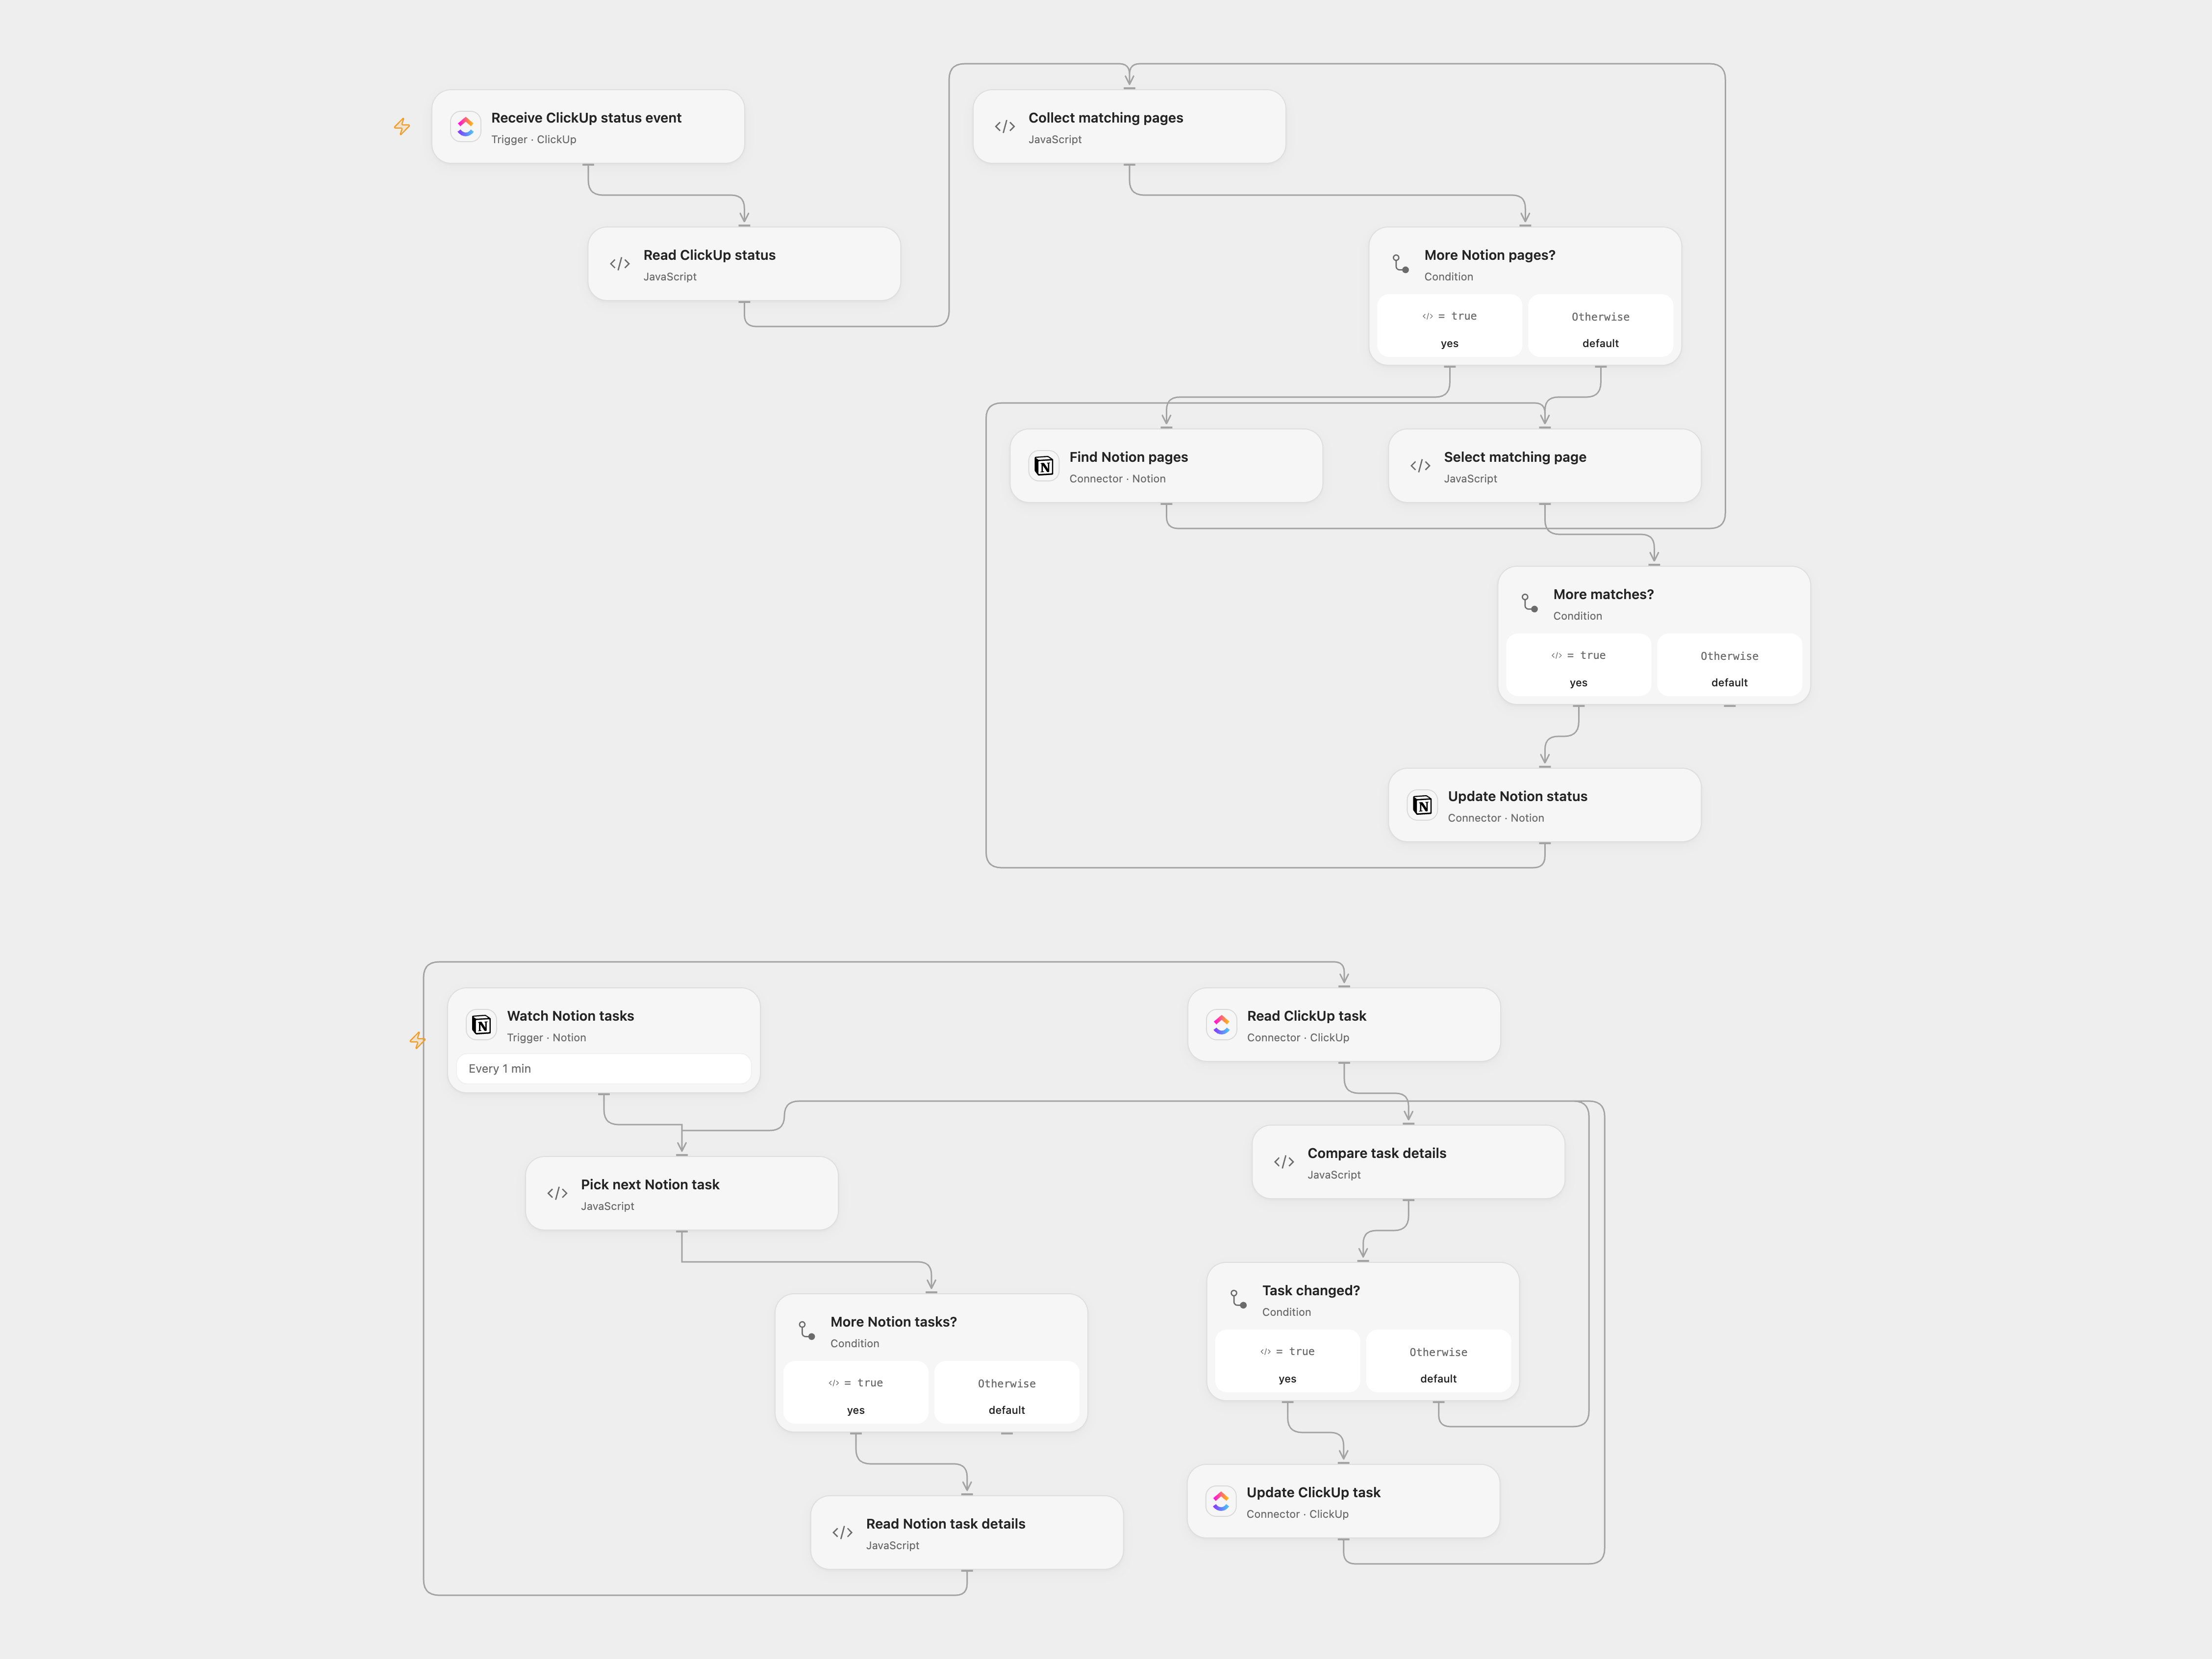 Receive ClickUp status event
Trigger · ClickUp
Collect matching pages
JavaScript
Read ClickUp status
JavaScript
More Notion pages?
Condition
</> = true
Otherwise
yes
default
Find Notion pages
Connector · Notion
Select matching page
JavaScript
More matches?
Condition
</> = true
Otherwise
yes
default
Update Notion status
Connector · Notion
Watch Notion tasks
Trigger · Notion
Every 1 min
Read ClickUp task
Connector · ClickUp
Compare task details
JavaScript
Pick next Notion task
JavaScript
Task changed?
Condition
</> = true
Otherwise
yes
default
More Notion tasks?
Condition
</> = true
Otherwise
yes
default
Update ClickUp task
Connector · ClickUp
Read Notion task details
JavaScript